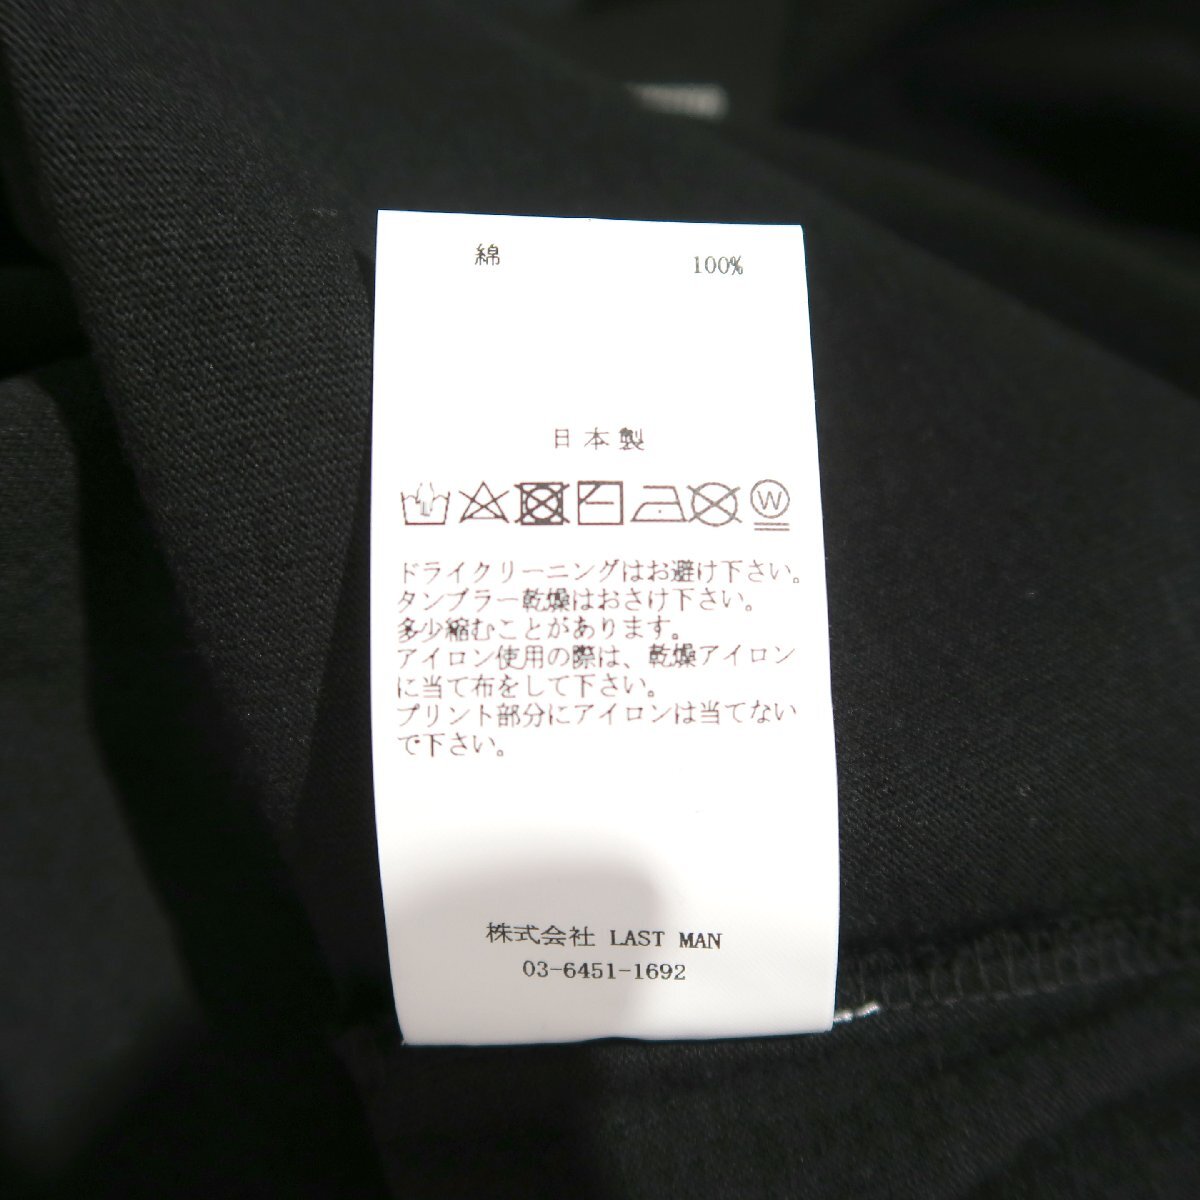 綿 100%
日本製
W
ドライクリーニングはお避け下さい。
タンブラー乾燥はおさけ下さい。
多少縮むことがあります。
アイロン使用の際は、乾燥アイロン
に当て布をして下さい。
プリント部分にアイロンは当てない
で下さい。
株式会社 LAST MAN
03-6451-1692